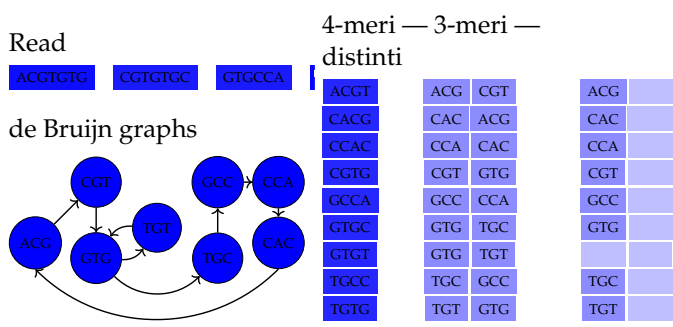 Read
ACGTGTG CGTGTGC GTGCCA
de Bruijn graphs
CGT GCC CCA
ACG GTG TGT TGC CAC
4-meri — 3-meri —
distinti
ACGT ACG CGT ACG
CACG CAC ACG CAC
CCAC CCA CAC CCA
CGTG CGT GTG CGT
GCCA GCC CCA GCC
GTGC GTG TGC GTG
GTGT GTG TGT
TGCC TGC GCC TGC
TGTG TGT GTG TGT